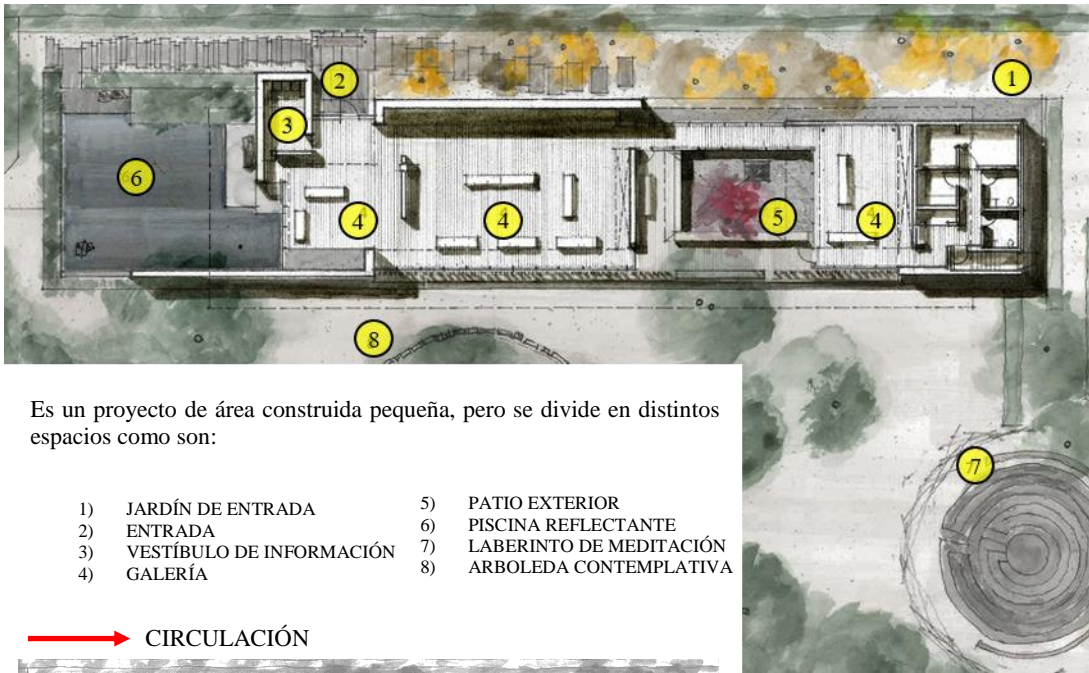 1
2
3
6
4
4
5
4
8
7
Es un proyecto de área construida pequeña, pero se divide en distintos
espacios como son:
1) JARDÍN DE ENTRADA
2) ENTRADA
3) VESTÍBULO DE INFORMACIÓN
4) GALERÍA
5) PATIO EXTERIOR
6) PISCINA REFLECTANTE
7) LABERINTO DE MEDITACIÓN
8) ARBOLEDA CONTEMPLATIVA
CIRCULACIÓN